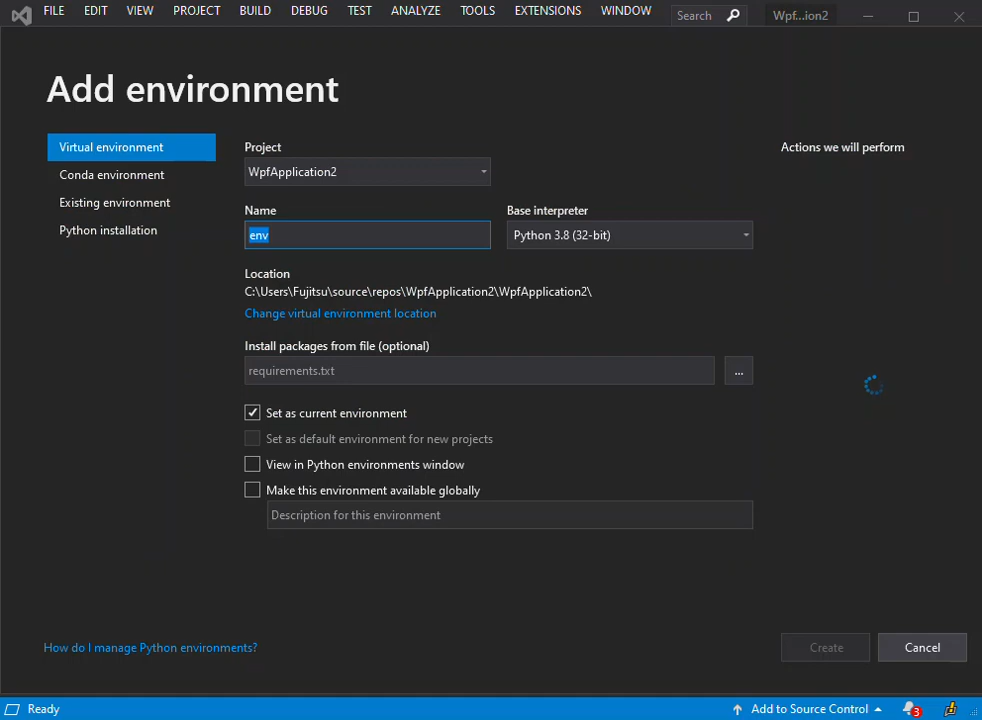 FILE EDIT VIEW PROJECT BUILD DEBUG TEST ANALYZE TOOLS EXTENSIONS WINDOW Search Wpf...ion2
Add environment
Virtual environment
Conda environment
Existing environment
Python installation
Project
WpfApplication2
Name
env
Base interpreter
Python 3.8 (32-bit)
Location
C:\Users\Fujitsu\source\repos\WpfApplication2\WpfApplication2\
Change virtual environment location
Install packages from file (optional)
requirements.txt
...
Set as current environment
Set as default environment for new projects
View in Python environments window
Make this environment available globally
Description for this environment
Actions we will perform
How do I manage Python environments?
Create
Cancel
Ready
Add to Source Control
3